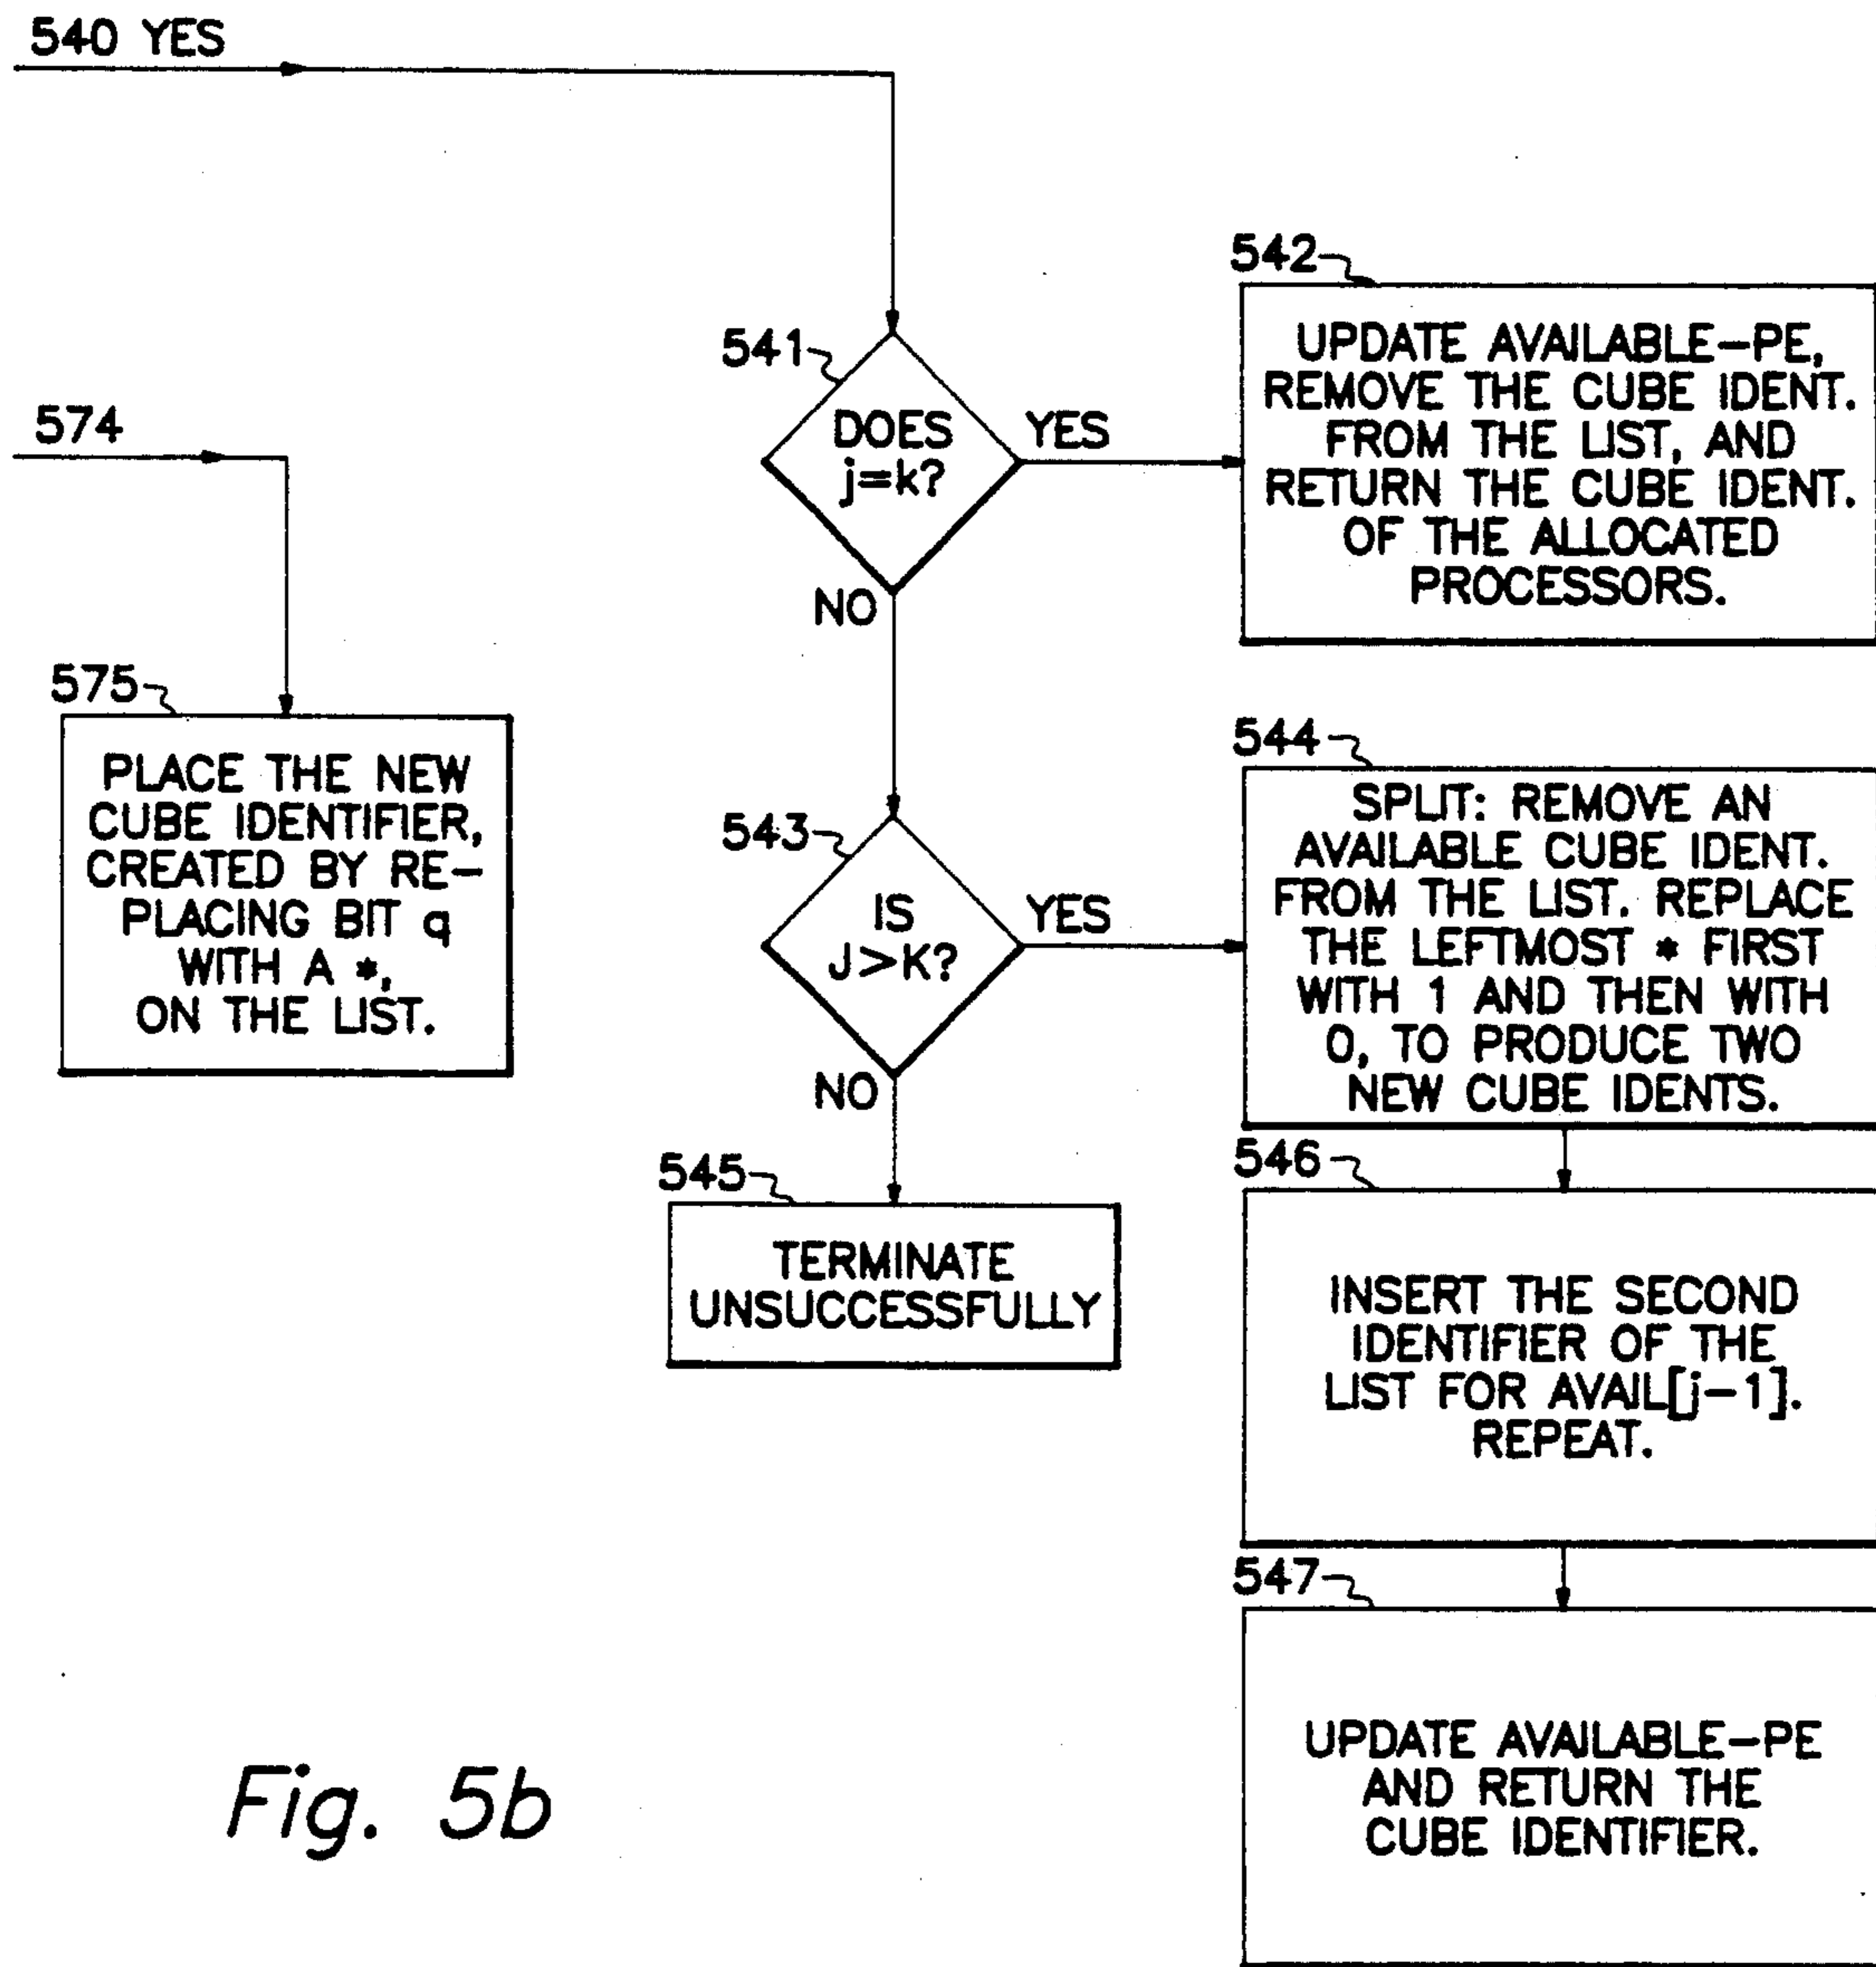 540 YES
574
541
DOES
j=k?
YES
NO
542
UPDATE AVAILABLE-PE,
REMOVE THE CUBE IDENT.
FROM THE LIST, AND
RETURN THE CUBE IDENT.
OF THE ALLOCATED
PROCESSORS.
575
PLACE THE NEW
CUBE IDENTIFIER,
CREATED BY RE-
PLACING BIT q
WITH A *,
ON THE LIST.
543
IS
J>K?
YES
NO
544
SPLIT: REMOVE AN
AVAILABLE CUBE IDENT.
FROM THE LIST. REPLACE
THE LEFTMOST * FIRST
WITH 1 AND THEN WITH
0, TO PRODUCE TWO
NEW CUBE IDENTS.
545
TERMINATE
UNSUCCESSFULLY
546
INSERT THE SECOND
IDENTIFIER OF THE
LIST FOR AVAIL[j-1].
REPEAT.
547
UPDATE AVAILABLE-PE
AND RETURN THE
CUBE IDENTIFIER.
Fig. 5b